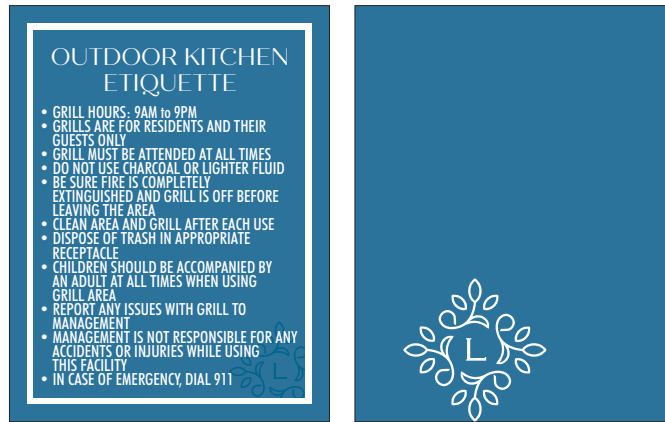 OUTDOOR KITCHEN
ETIQUETTE
• GRILL HOURS: 9AM to 9PM
• GRILLS ARE FOR RESIDENTS AND THEIR
GUESTS ONLY
• GRILL MUST BE ATTENDED AT ALL TIMES
• DO NOT USE CHARCOAL OR LIGHTER FLUID
• BE SURE FIRE IS COMPLETELY
EXTINGUISHED AND GRILL IS OFF BEFORE
LEAVING THE AREA
• CLEAN AREA AND GRILL AFTER EACH USE
• DISPOSE OF TRASH IN APPROPRIATE
RECEPTACLE
• CHILDREN SHOULD BE ACCOMPANIED BY
AN ADULT AT ALL TIMES WHEN USING
GRILL AREA
• REPORT ANY ISSUES WITH GRILL TO
MANAGEMENT
• MANAGEMENT IS NOT RESPONSIBLE FOR ANY
ACCIDENTS OR INJURIES WHILE USING
THIS FACILITY
• IN CASE OF EMERGENCY, DIAL 911
L
L